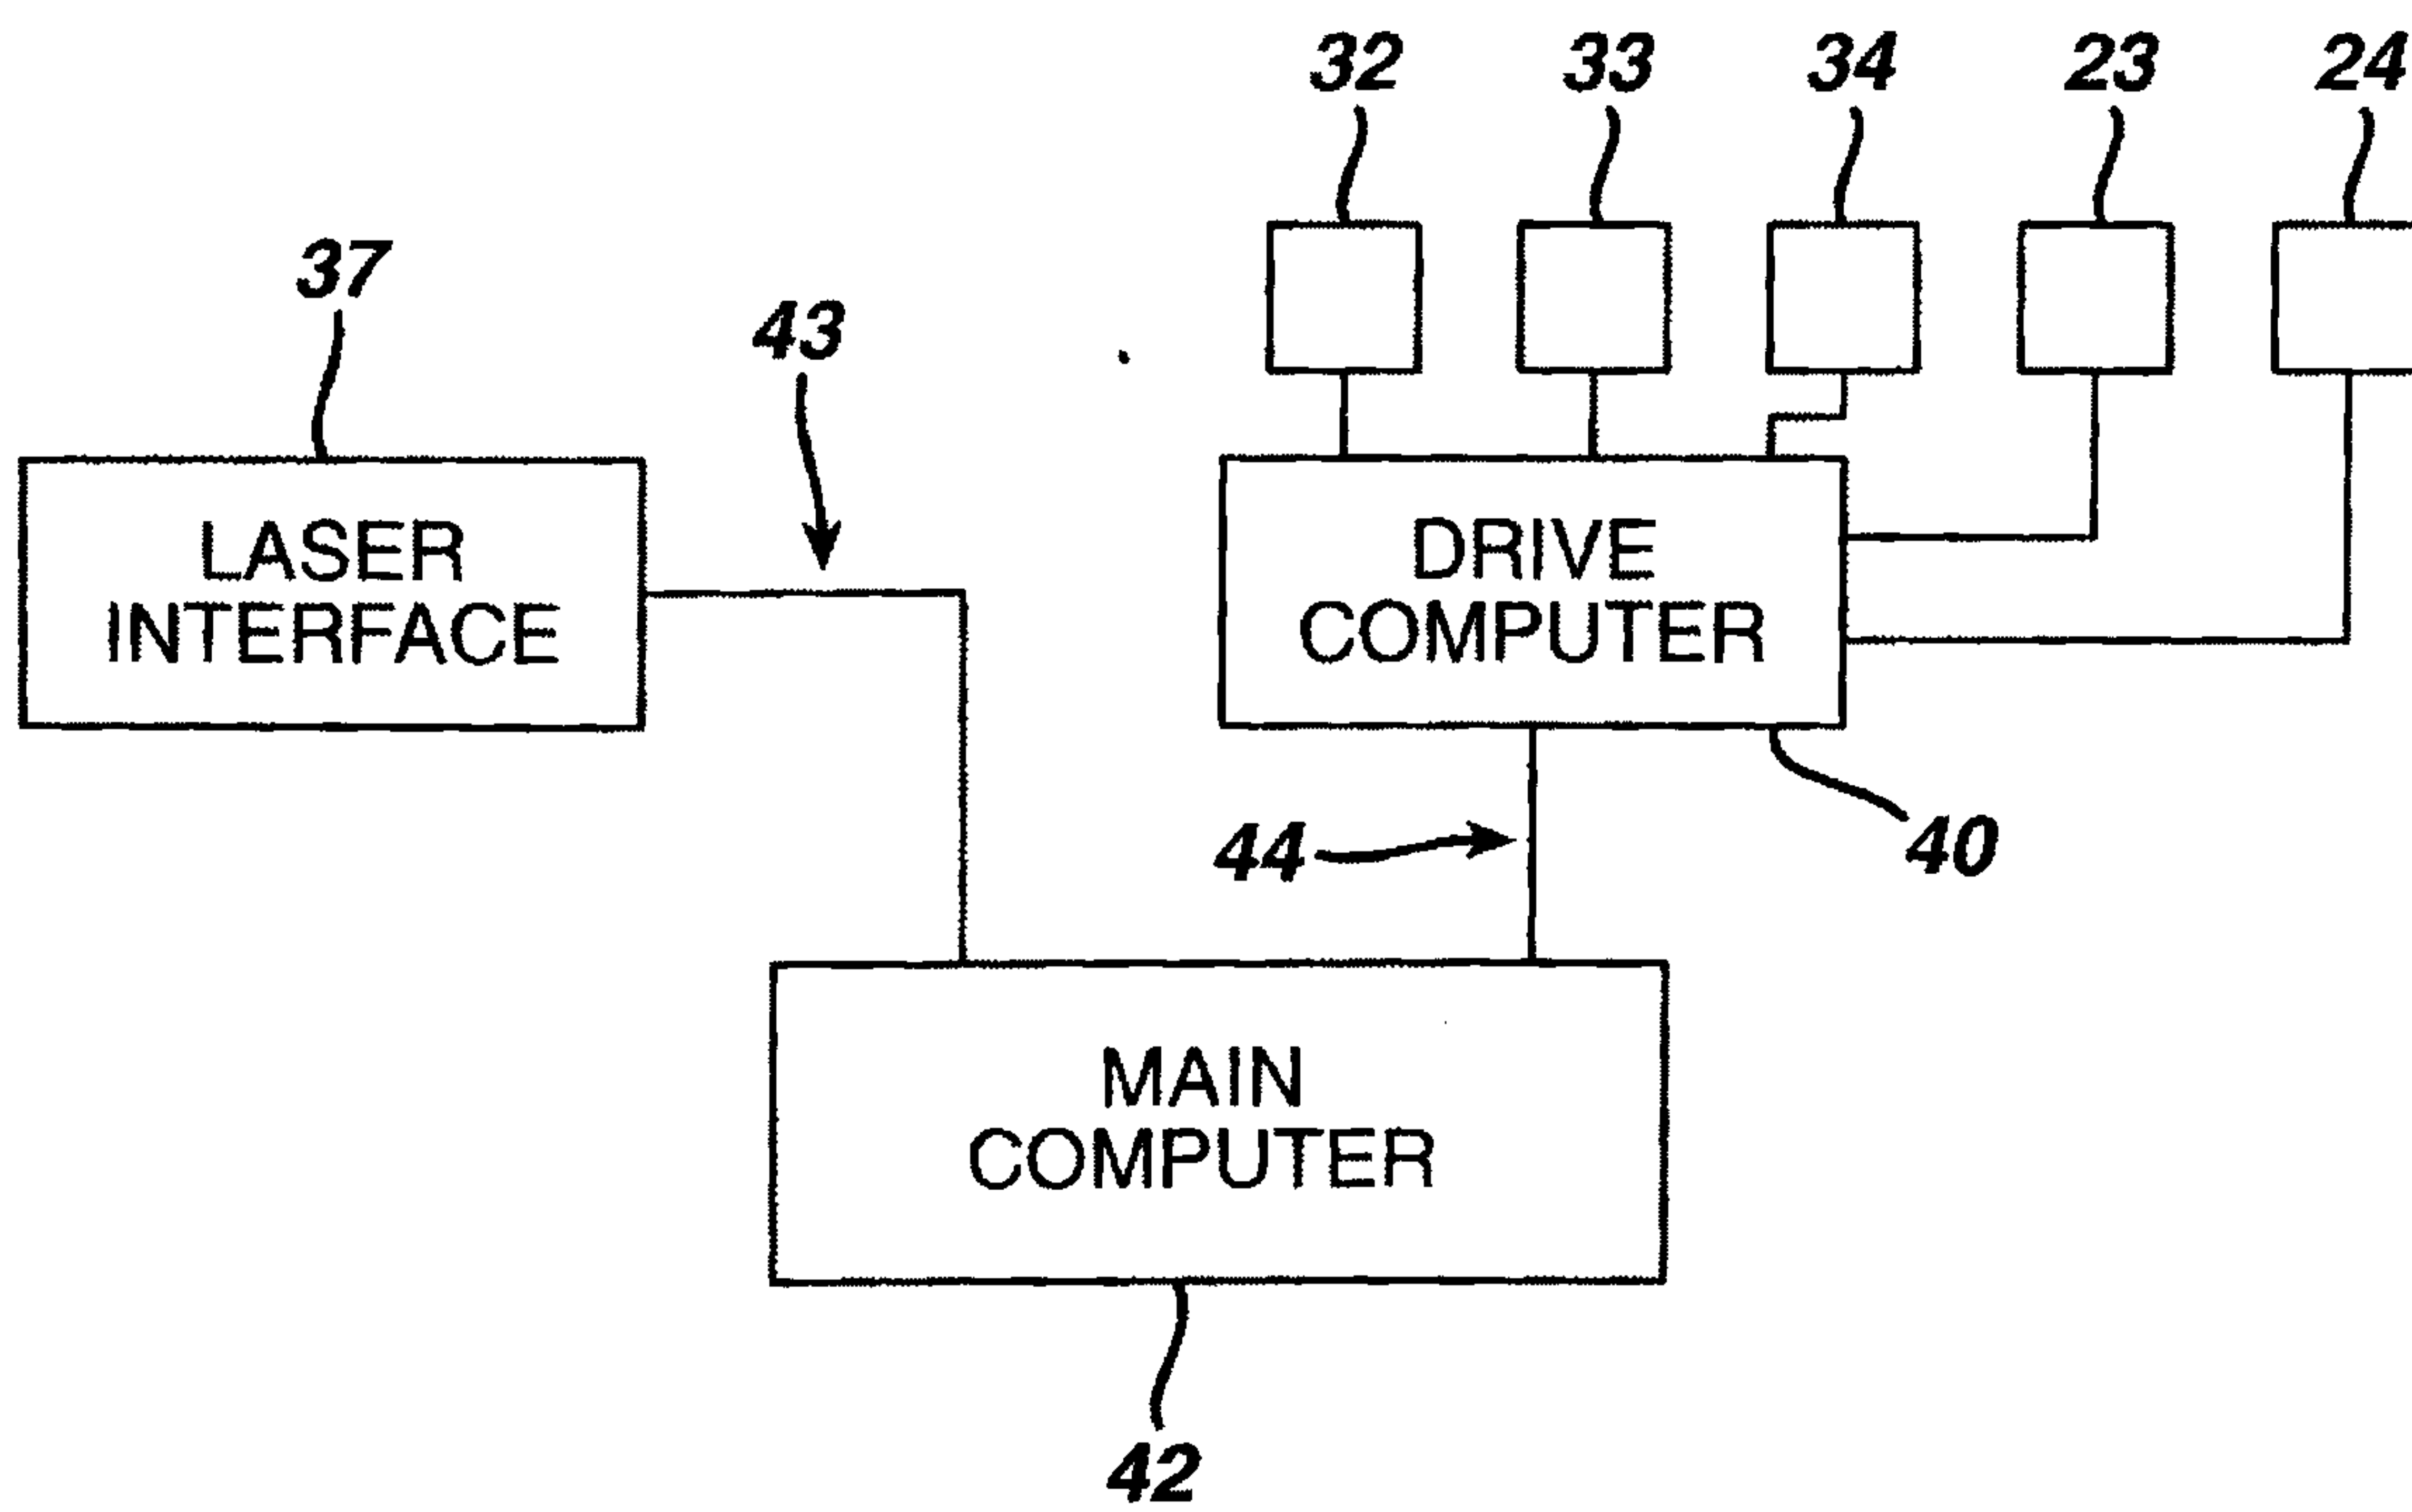 32 33 34 23 24
37
43
LASER
INTERFACE
DRIVE
COMPUTER
44
40
MAIN
COMPUTER
42